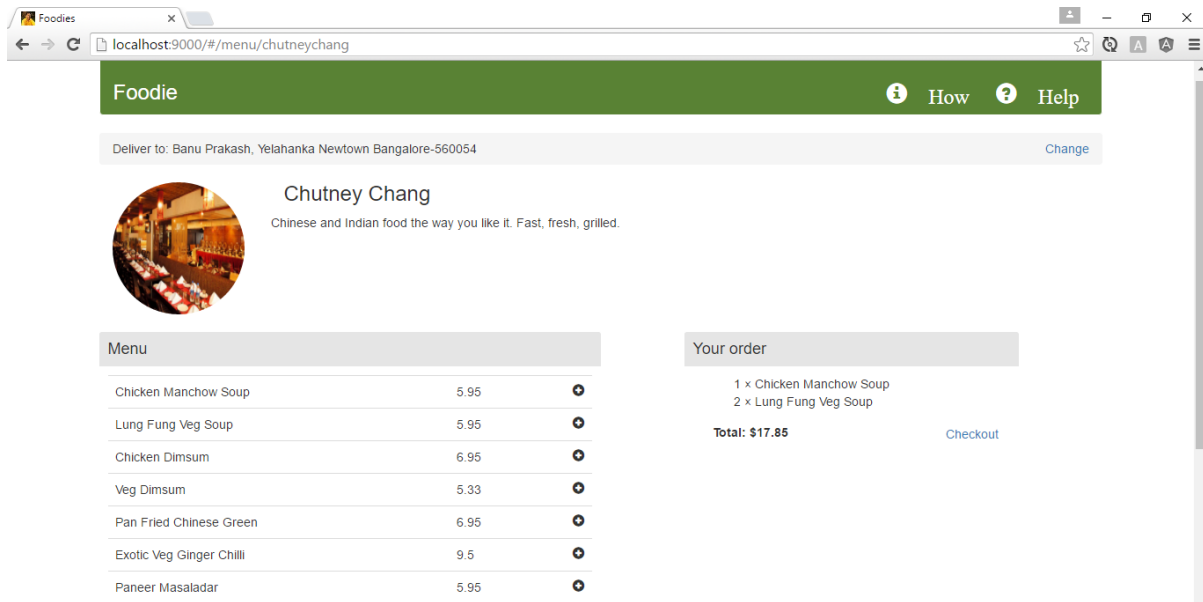 Foodies
localhost:9000/#/menu/chutneychang
A
Foodie
How
Help
Deliver to: Banu Prakash, Yelahanka Newtown Bangalore-560054
Change
Chutney Chang
Chinese and Indian food the way you like it. Fast, fresh, grilled.
Menu
Chicken Manchow Soup 5.95
Lung Fung Veg Soup 5.95
Chicken Dimsum 6.95
Veg Dimsum 5.33
Pan Fried Chinese Green 6.95
Exotic Veg Ginger Chilli 9.5
Paneer Masaladar 5.95
Your order
1 × Chicken Manchow Soup
2 × Lung Fung Veg Soup
Total: $17.85 Checkout